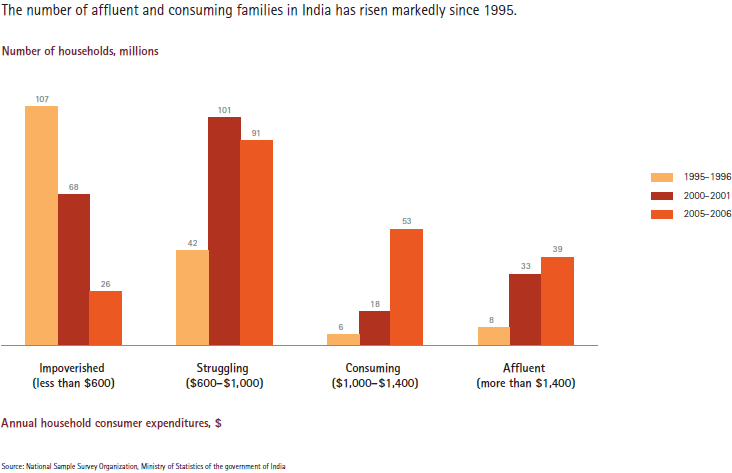 The number of affluent and consuming families in India has risen markedly since 1995.
Number of households, millions
107
68
26
42
101
91
6
18
53
8
33
39
1995–1996
2000–2001
2005–2006
Impoverished
(less than $600)
Struggling
($600–$1,000)
Consuming
($1,000–$1,400)
Affluent
(more than $1,400)
Annual household consumer expenditures, $
Source: National Sample Survey Organization, Ministry of Statistics of the government of India